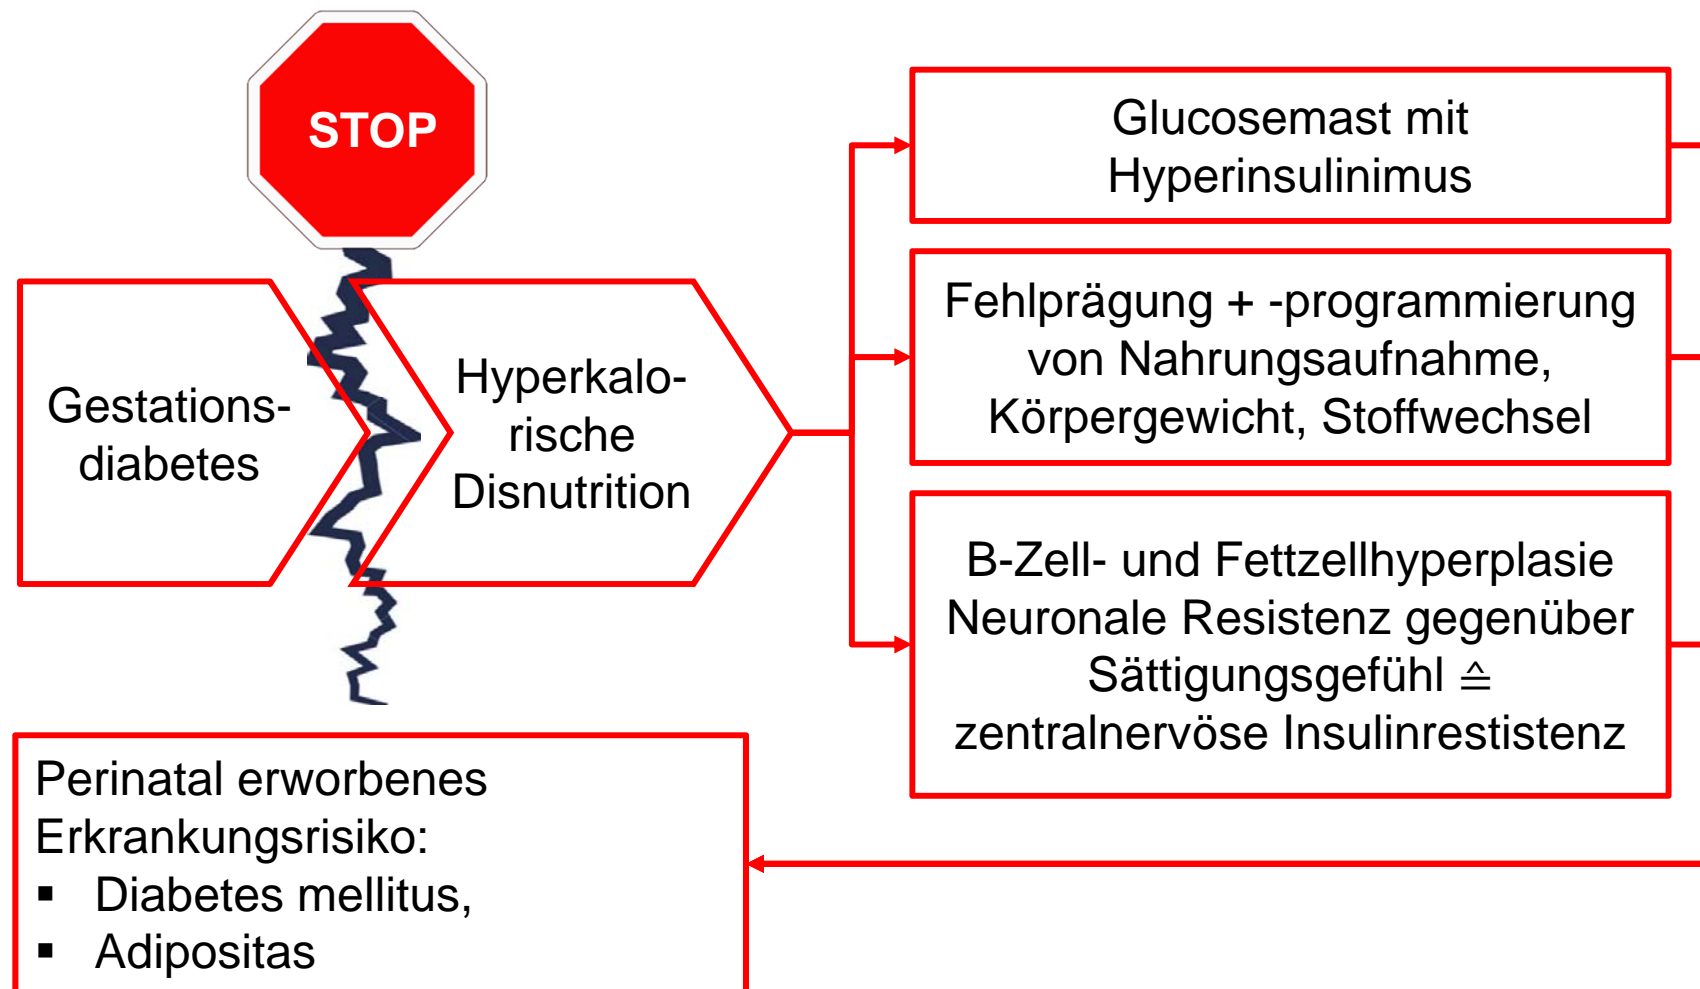 STOP
Gestations-
diabetes
Hyperkalo-
rische
Disnutrition
Glucosemast mit
Hyperinsulinimus
Fehlprägung + -programmierung
von Nahrungsaufnahme,
Körpergewicht, Stoffwechsel
B-Zell- und Fettzellhyperplasie
Neuronale Resistenz gegenüber
Sättigungsgefühl ≙
zentralnervöse Insulinrestistenz
Perinatal erworbenes
Erkrankungsrisiko:
▪ Diabetes mellitus,
▪ Adipositas